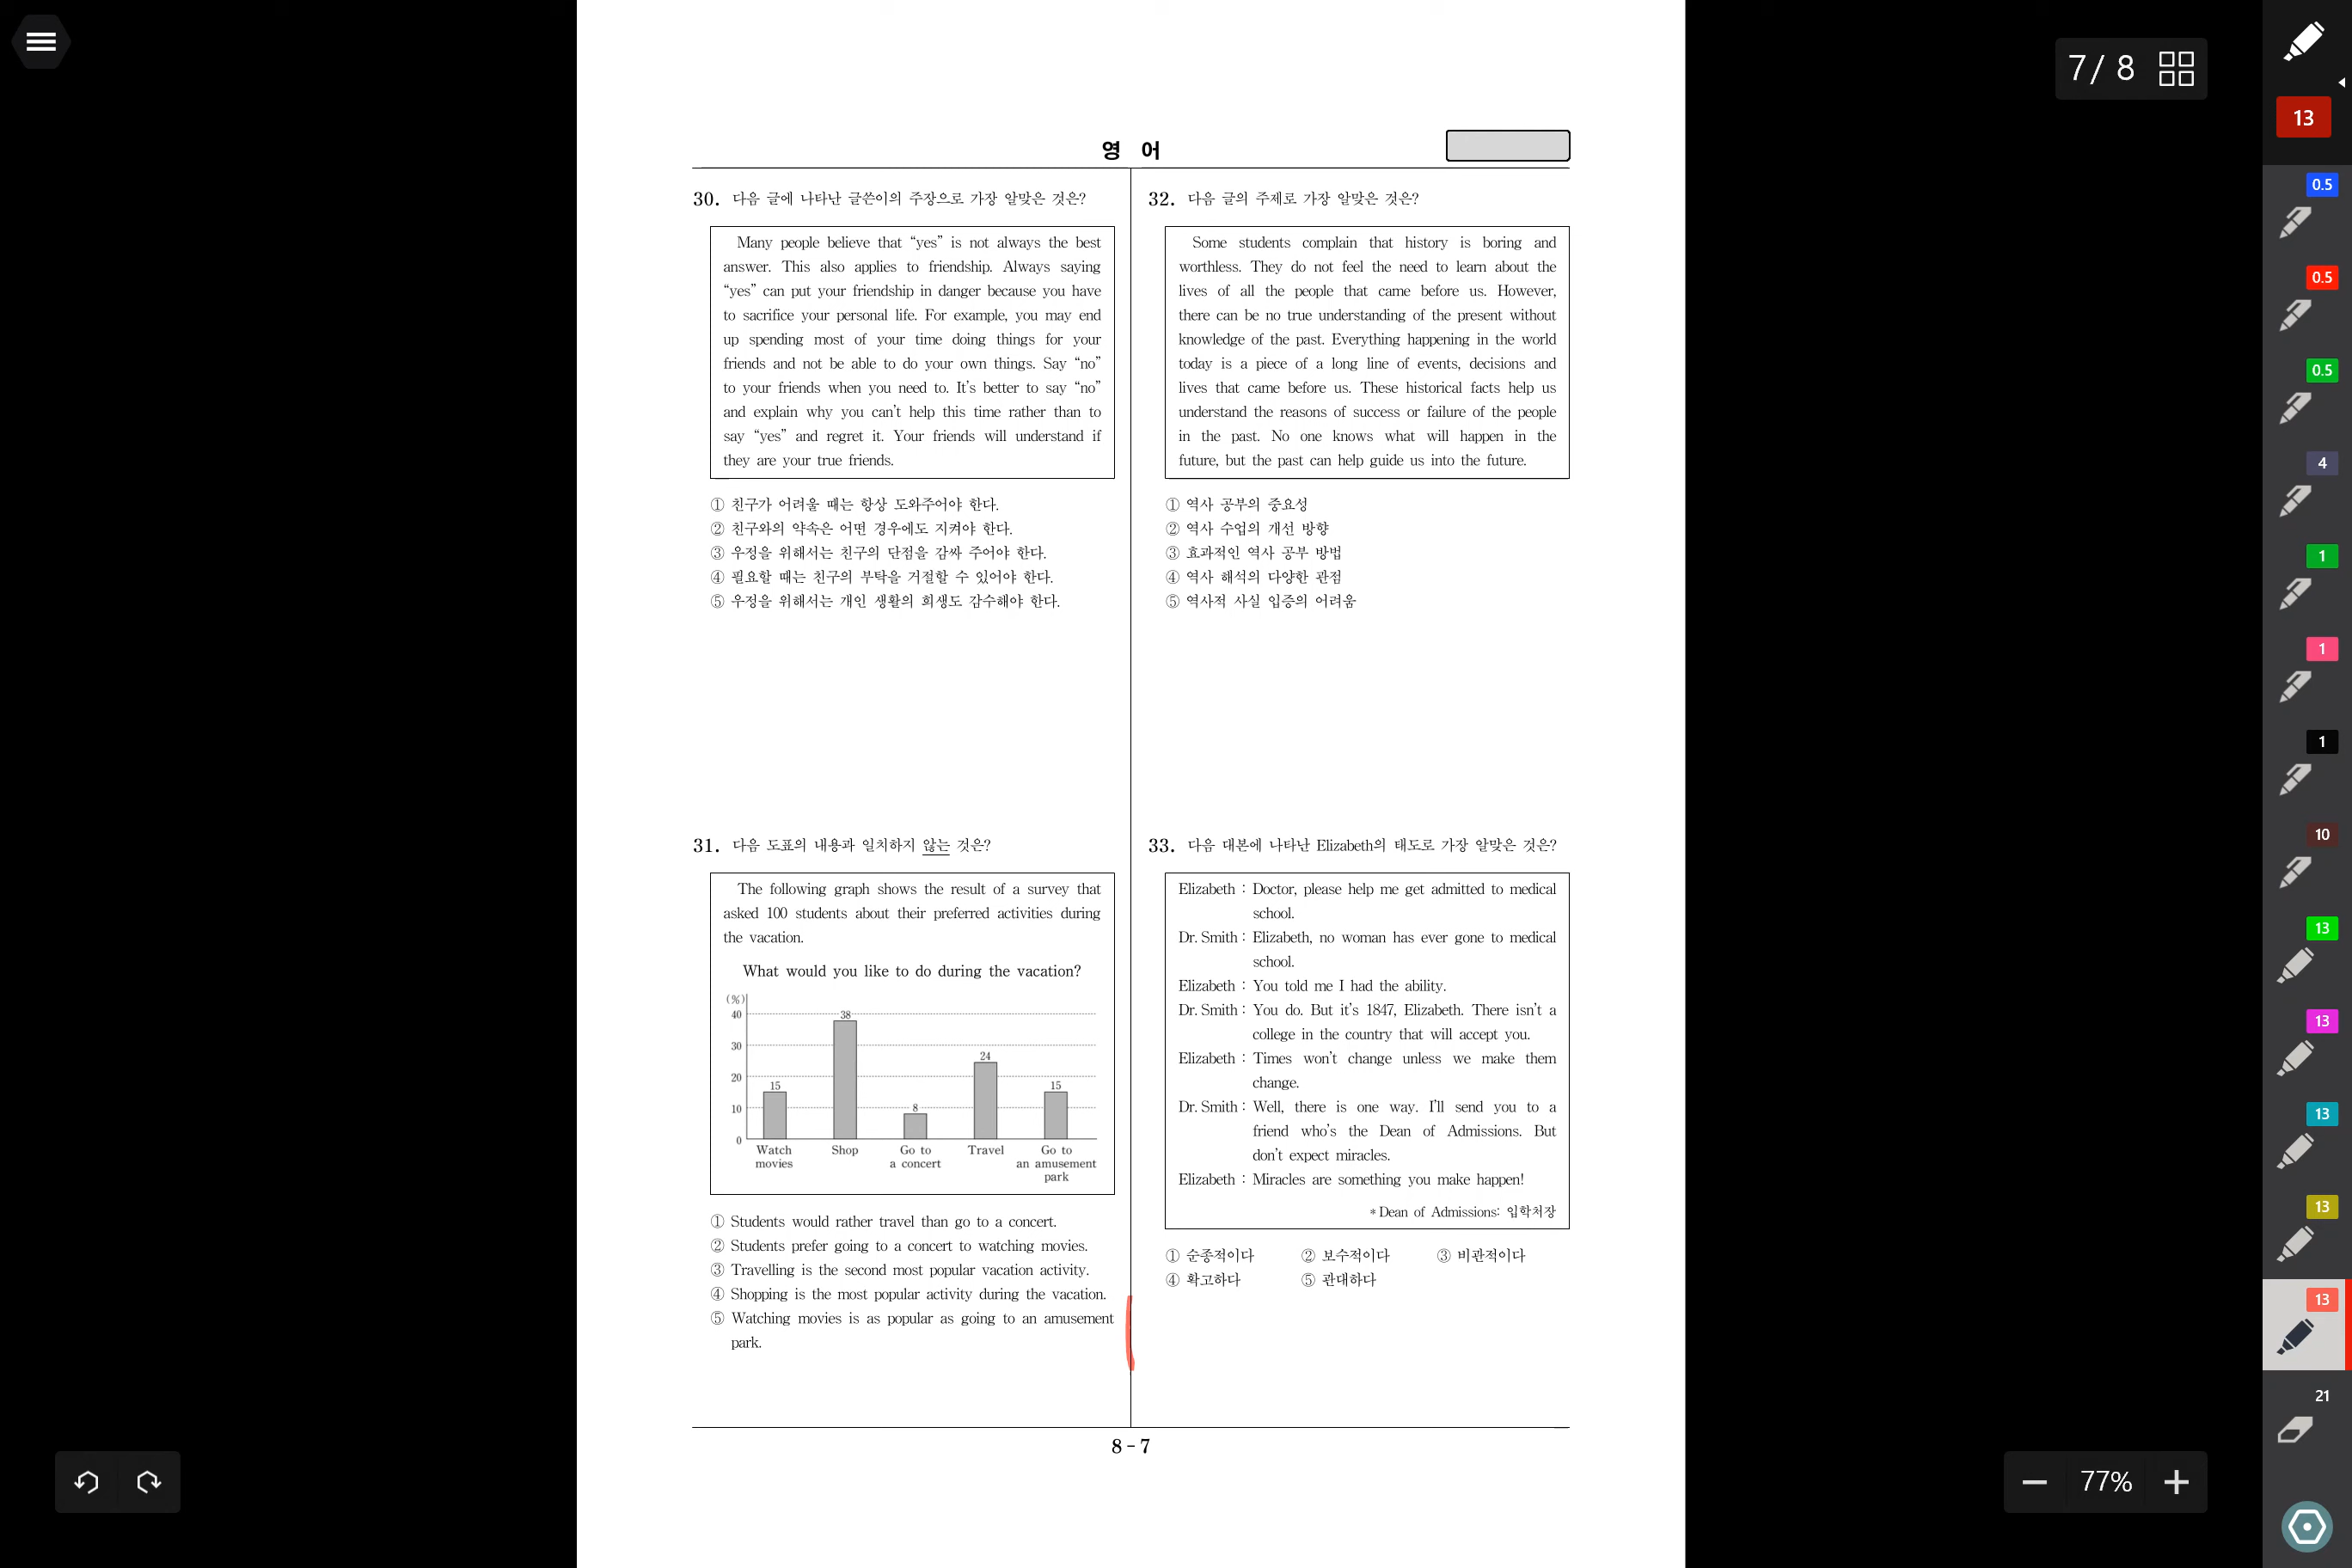 7/ 8
13
0.5
0.5
0.5
4
1
1
1
10
13
13
13
13
13
21
영 어
30. 다음 글에 나타난 글쓴이의 주장으로 가장 알맞은 것은?
Many people believe that “yes” is not always the best
answer. This also applies to friendship. Always saying
“yes” can put your friendship in danger because you have
to sacrifice your personal life. For example, you may end
up spending most of your time doing things for your
friends and not be able to do your own things. Say “no”
to your friends when you need to. It’s better to say “no”
and explain why you can’t help this time rather than to
say “yes” and regret it. Your friends will understand if
they are your true friends.
① 친구가 어려울 때는 항상 도와주어야 한다.
② 친구와의 약속은 어떤 경우에도 지켜야 한다.
③ 우정을 위해서는 친구의 단점을 감싸 주어야 한다.
④ 필요할 때는 친구의 부탁을 거절할 수 있어야 한다.
⑤ 우정을 위해서는 개인 생활의 희생도 감수해야 한다.
31. 다음 도표의 내용과 일치하지 않는 것은?
The following graph shows the result of a survey that
asked 100 students about their preferred activities during
the vacation.
What would you like to do during the vacation?
(%)
40
30
20
10
0
15
38
8
24
15
Watch
movies
Shop
Go to
a concert
Travel
Go to
an amusement
park
① Students would rather travel than go to a concert.
② Students prefer going to a concert to watching movies.
③ Travelling is the second most popular vacation activity.
④ Shopping is the most popular activity during the vacation.
⑤ Watching movies is as popular as going to an amusement
park.
32. 다음 글의 주제로 가장 알맞은 것은?
Some students complain that history is boring and
worthless. They do not feel the need to learn about the
lives of all the people that came before us. However,
there can be no true understanding of the present without
knowledge of the past. Everything happening in the world
today is a piece of a long line of events, decisions and
lives that came before us. These historical facts help us
understand the reasons of success or failure of the people
in the past. No one knows what will happen in the
future, but the past can help guide us into the future.
① 역사 공부의 중요성
② 역사 수업의 개선 방향
③ 효과적인 역사 공부 방법
④ 역사 해석의 다양한 관점
⑤ 역사적 사실 입증의 어려움
33. 다음 대본에 나타난 Elizabeth의 태도로 가장 알맞은 것은?
Elizabeth : Doctor, please help me get admitted to medical
school.
Dr. Smith : Elizabeth, no woman has ever gone to medical
school.
Elizabeth : You told me I had the ability.
Dr. Smith : You do. But it’s 1847, Elizabeth. There isn’t a
college in the country that will accept you.
Elizabeth : Times won’t change unless we make them
change.
Dr. Smith : Well, there is one way. I’ll send you to a
friend who’s the Dean of Admissions. But
don’t expect miracles.
Elizabeth : Miracles are something you make happen!
* Dean of Admissions: 입학처장
① 순종적이다 ② 보수적이다 ③ 비관적이다
④ 확고하다 ⑤ 관대하다
8 - 7
77%